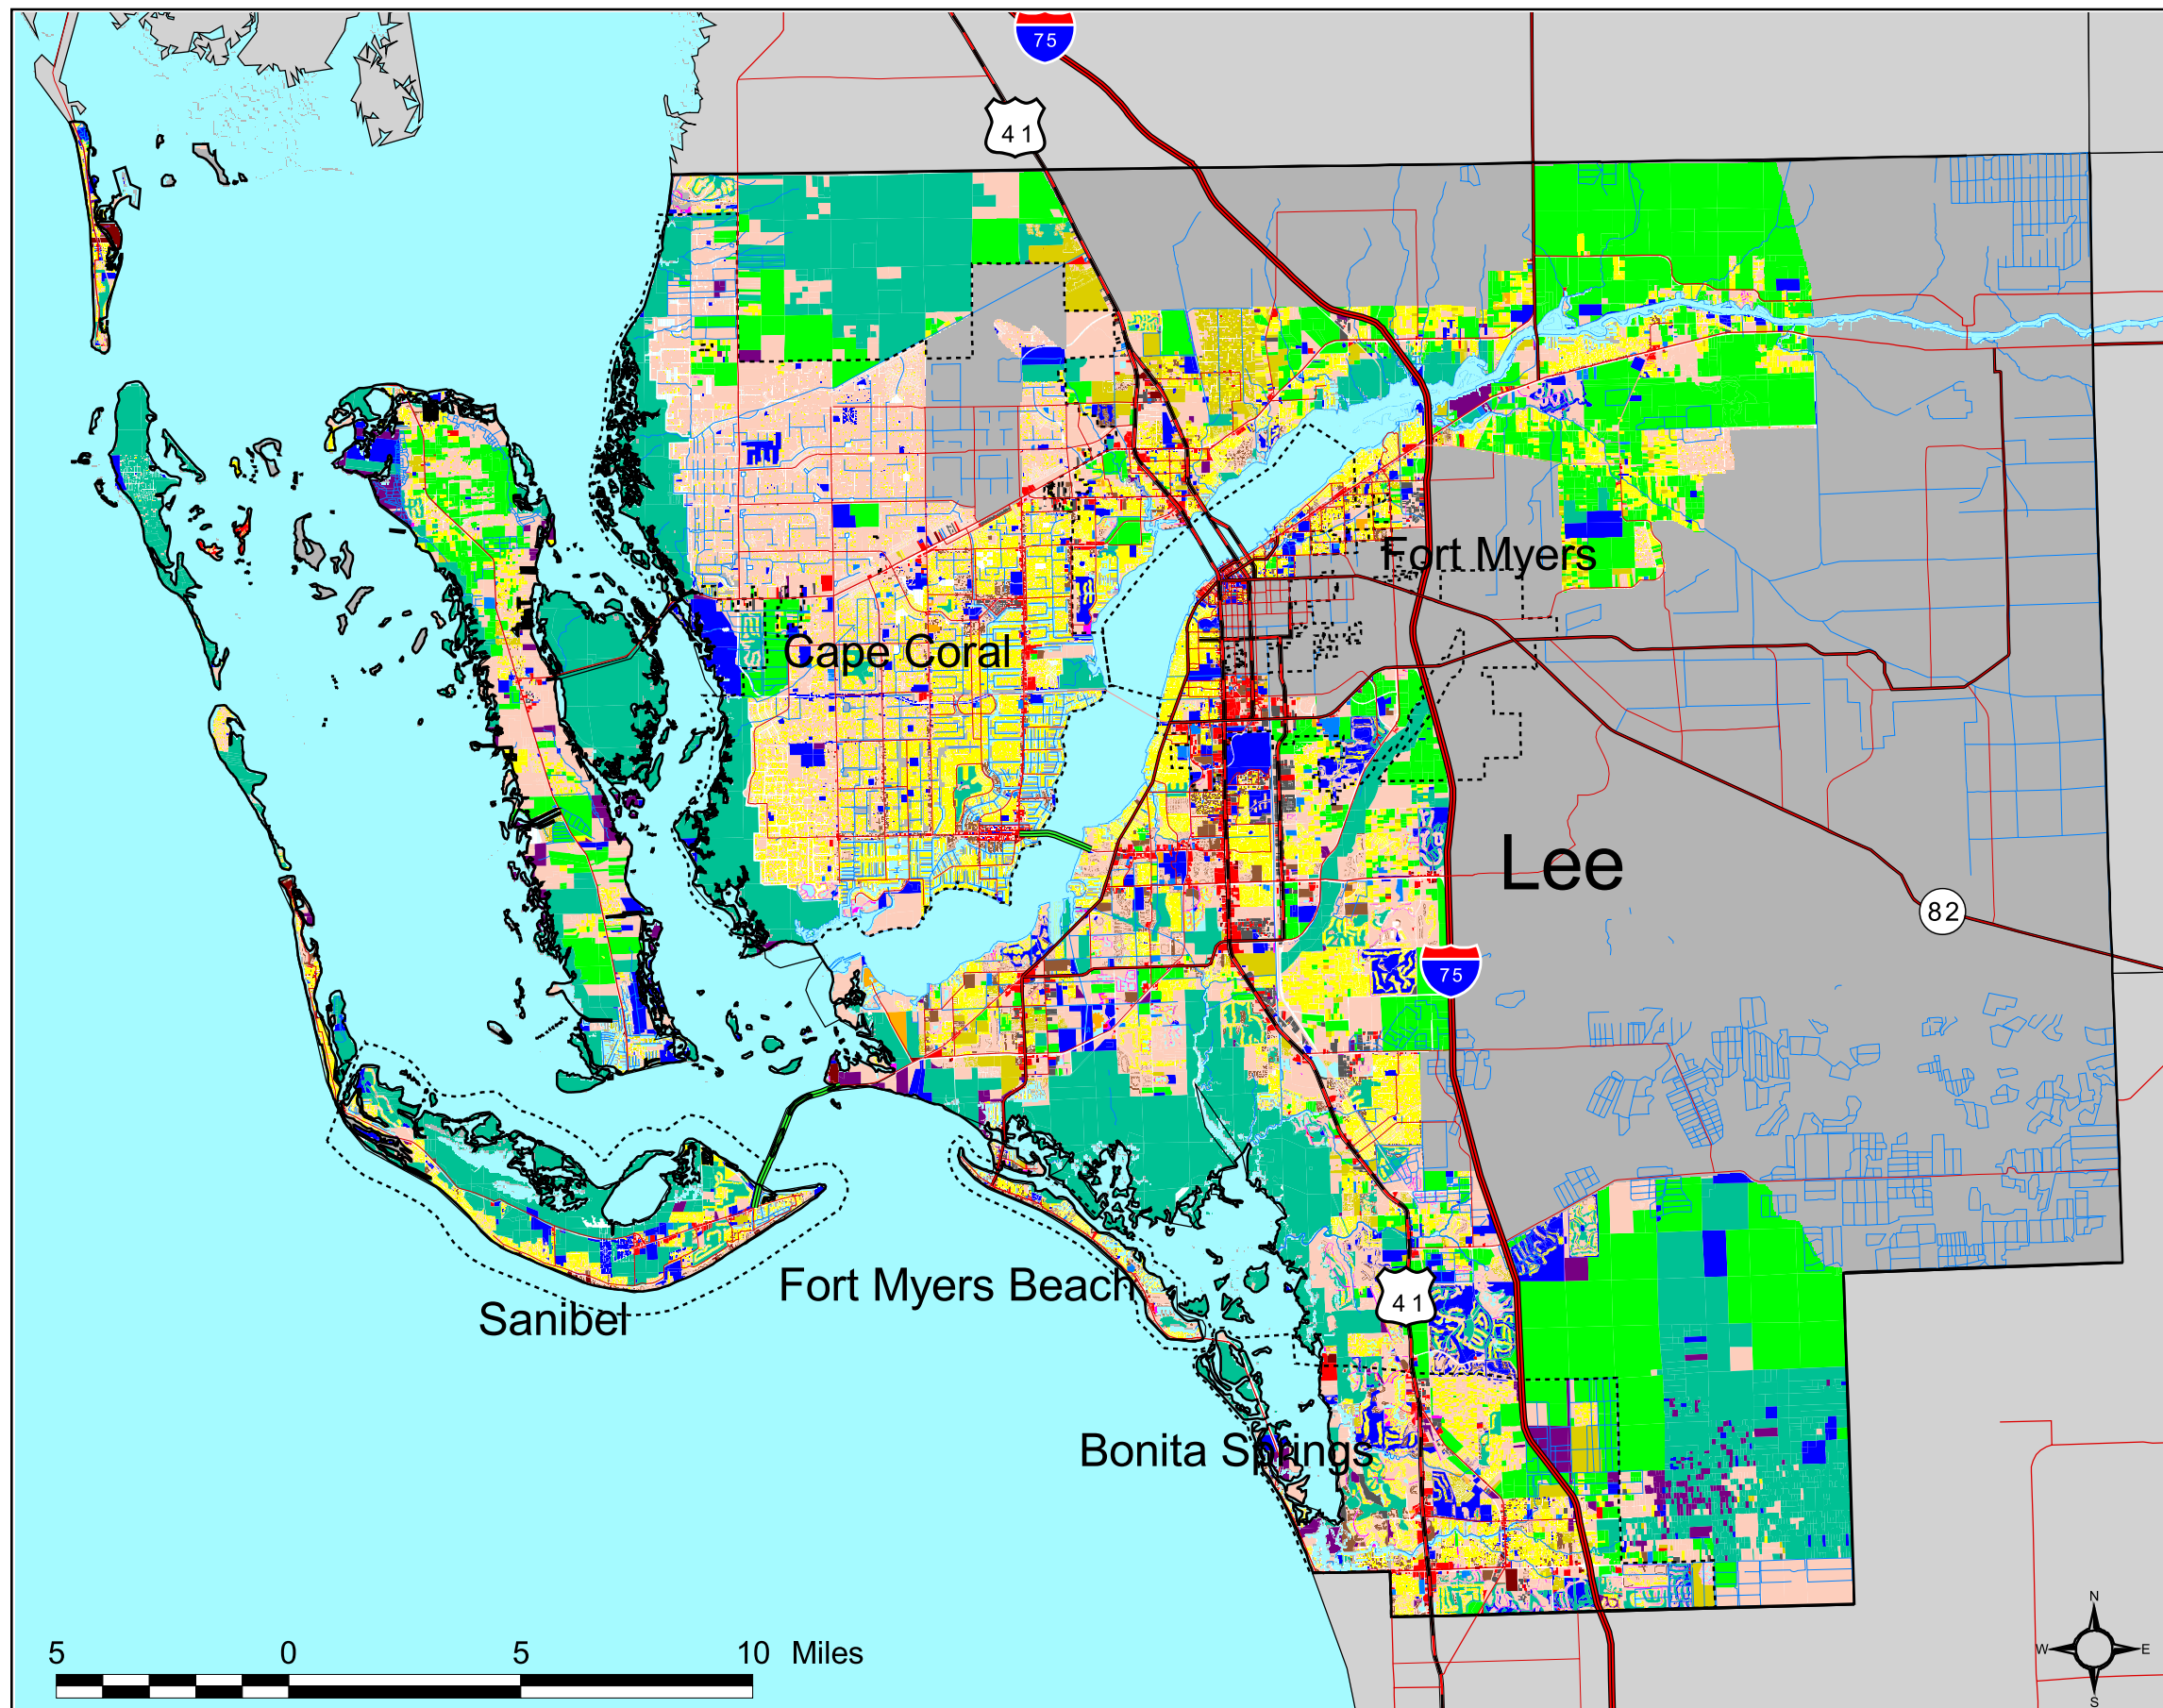 75
41
Fort Myers
Cape Coral
Lee
82
75
Fort Myers Beach
41
Sanibel
Bonita Springs
N
W E
S
5 0 5 10 Miles